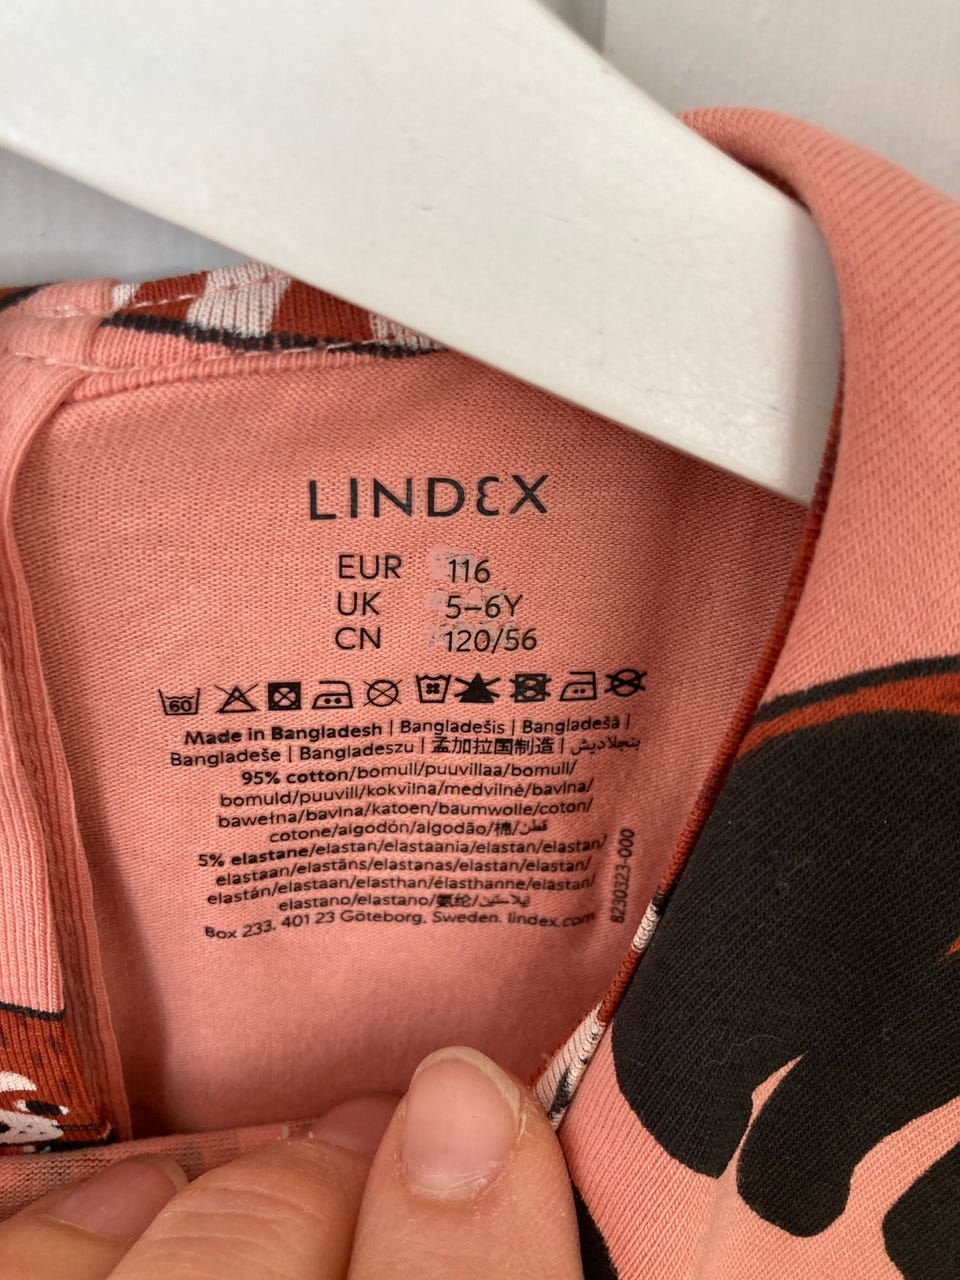 LINDEX
EUR 116
UK 5–6Y
CN 120/56
60
Made in Bangladesh | Bangladešis | Bangladešā |
Bangladeše | Bangladeszu | 孟加拉国制造 | بنجلاديش
95% cotton/bomull/puuvillaa/bomull/
bomuld/puuvill/kokvilna/medvilnė/bavlna/
bawełna/bavlna/katoen/baumwolle/coton/
cotone/algodón/algodão/棉/قطن
5% elastane/elastan/elastaania/elastan/elastan/
elastaan/elastāns/elastanas/elastan/elastan/
elastán/elastaan/elasthan/élasthanne/elastan/
elastano/elastano/氨纶/إيلاستين
Box 233, 401 23 Göteborg, Sweden. lindex.com
8230323-000